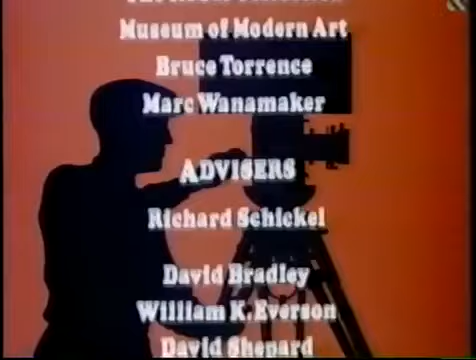 Museum of Modern Art
Bruce Torrence
Marc Wanamaker
ADVISERS
Richard Schickel
David Bradley
William K. Everson
David Shepard